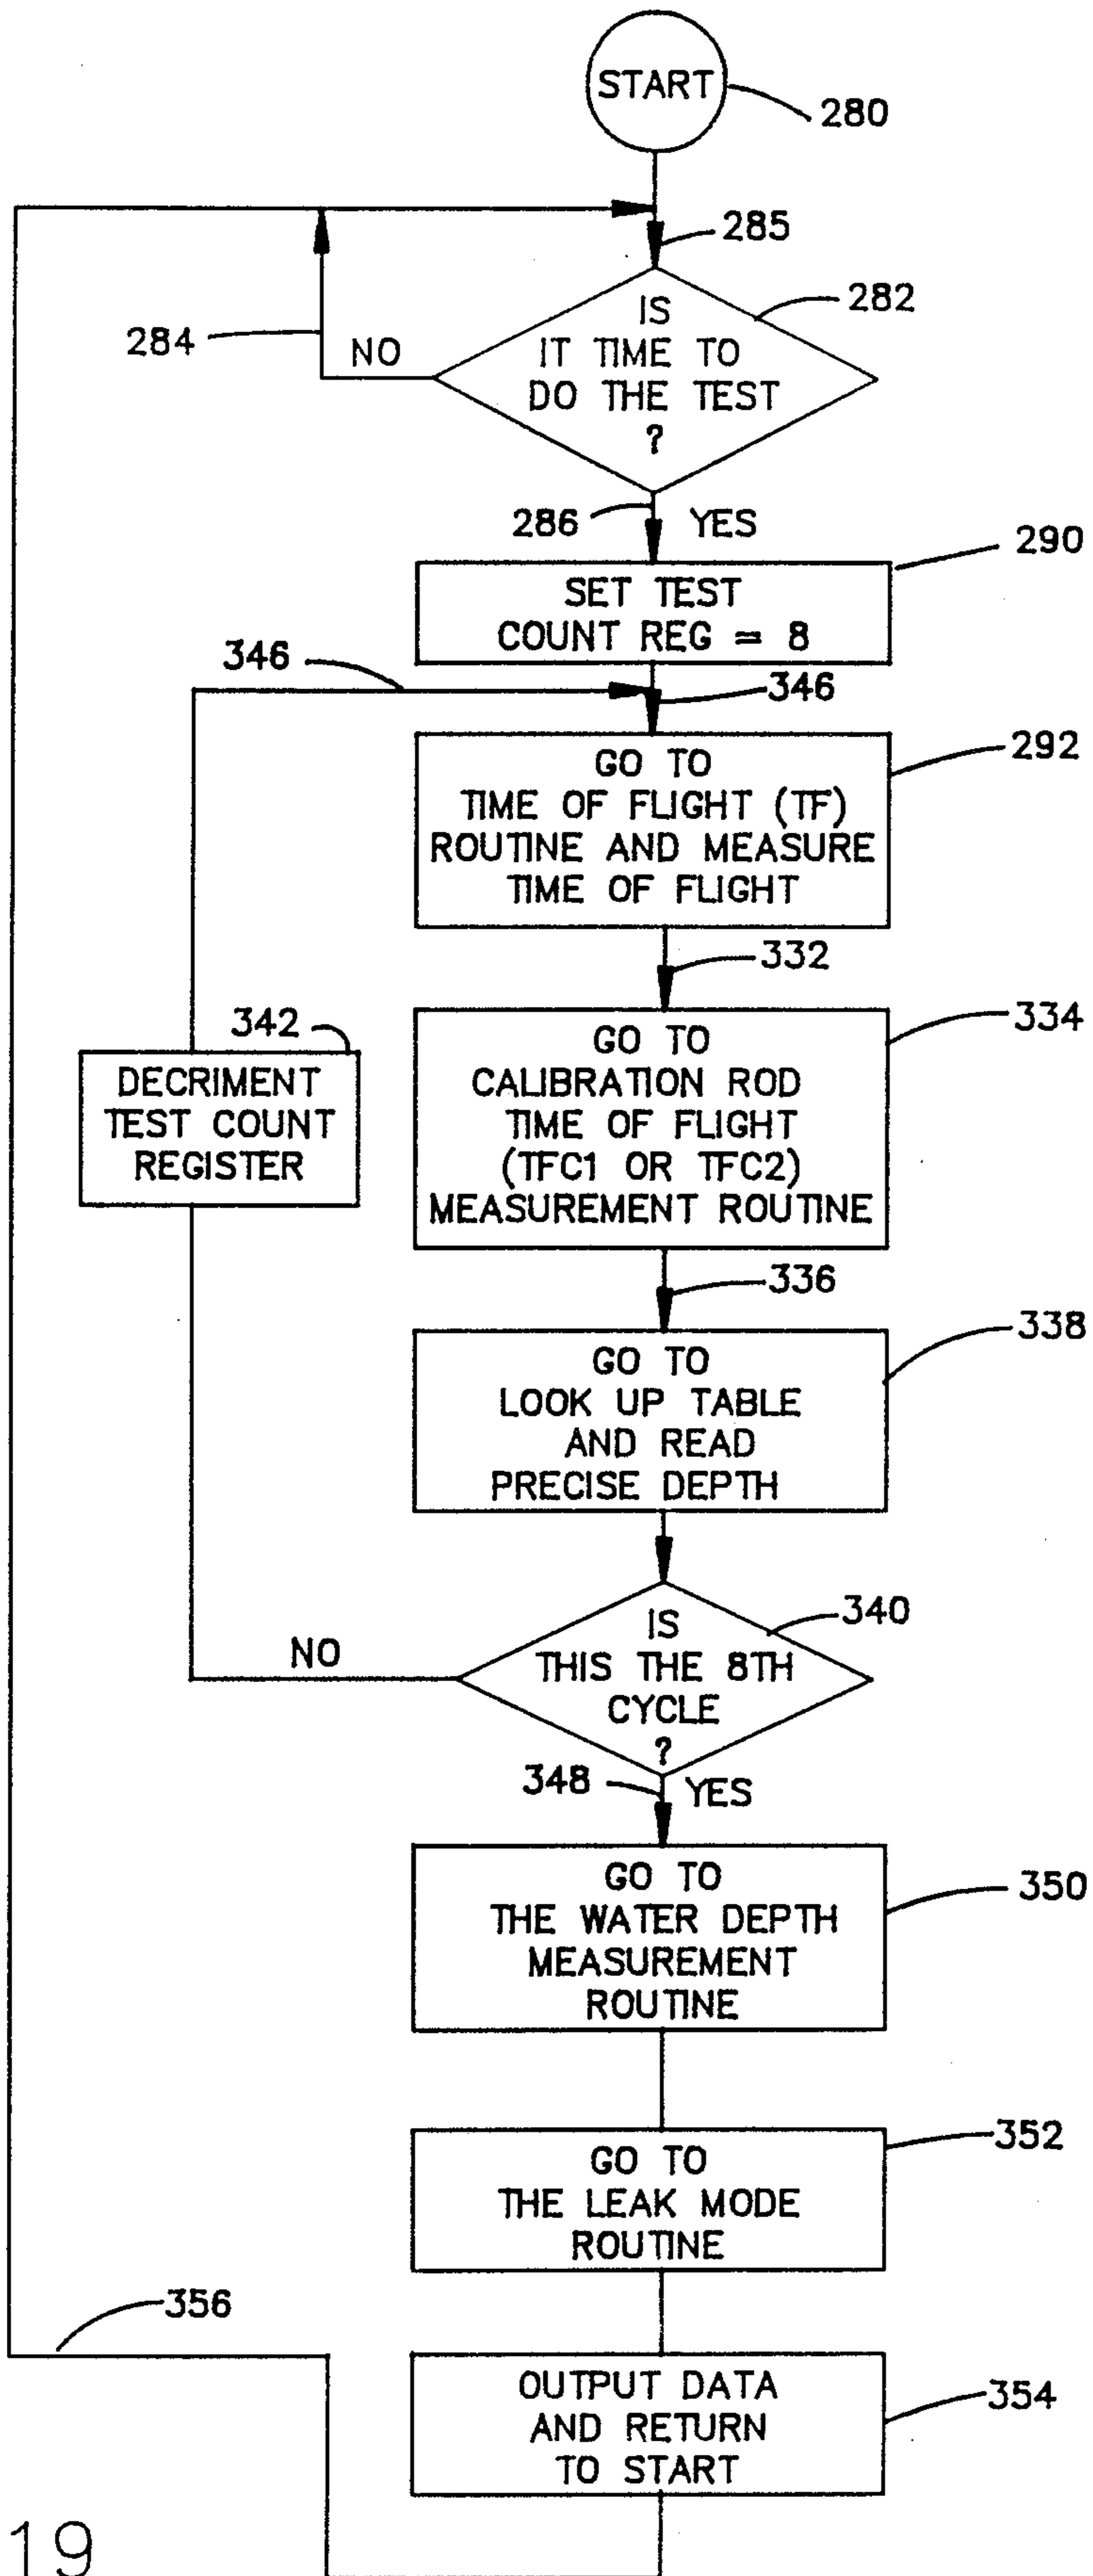 START
280
285
282
IS
IT TIME TO
DO THE TEST
?
284
NO
286
YES
290
SET TEST
COUNT REG = 8
346
346
292
GO TO
TIME OF FLIGHT (TF)
ROUTINE AND MEASURE
TIME OF FLIGHT
332
334
342
GO TO
CALIBRATION ROD
TIME OF FLIGHT
(TFC1 OR TFC2)
MEASUREMENT ROUTINE
DECRIMENT
TEST COUNT
REGISTER
336
338
GO TO
LOOK UP TABLE
AND READ
PRECISE DEPTH
340
IS
THIS THE 8TH
CYCLE
?
NO
348
YES
350
GO TO
THE WATER DEPTH
MEASUREMENT
ROUTINE
352
GO TO
THE LEAK MODE
ROUTINE
356
354
OUTPUT DATA
AND RETURN
TO START
19